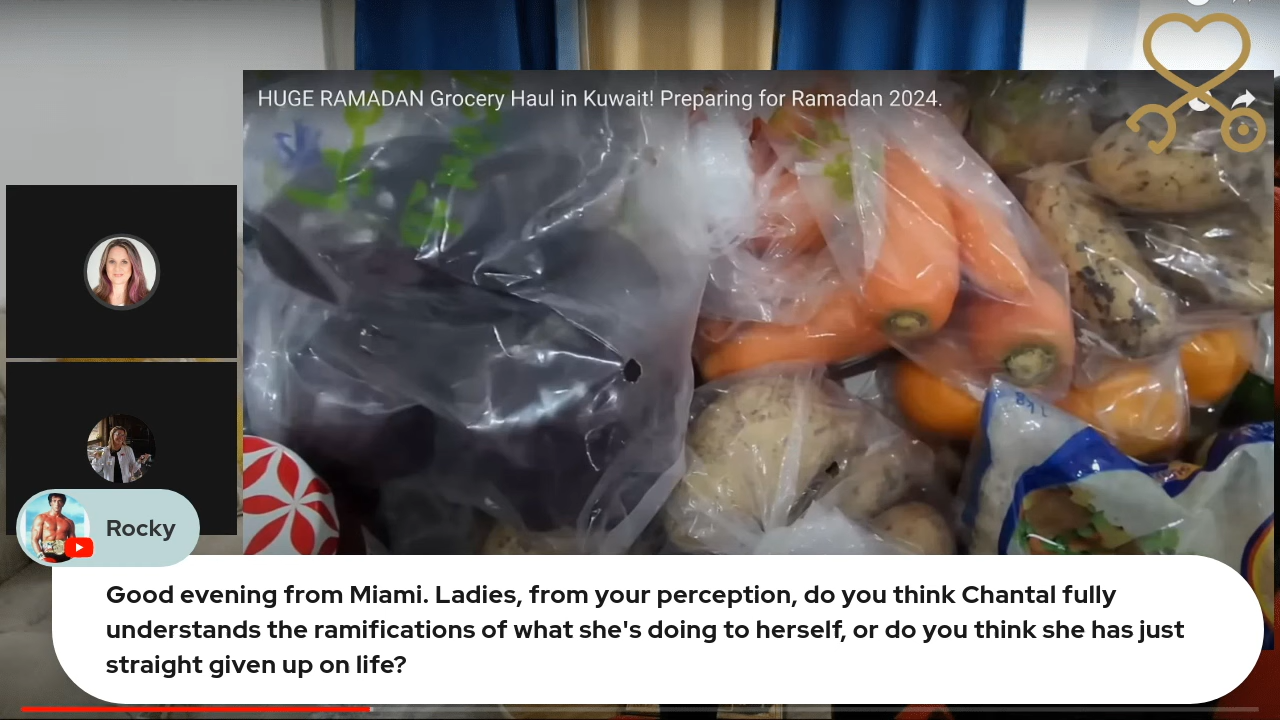 HUGE RAMADAN Grocery Haul in Kuwait! Preparing for Ramadan 2024.
Rocky
Good evening from Miami. Ladies, from your perception, do you think Chantal fully
understands the ramifications of what she's doing to herself, or do you think she has just
straight given up on life?